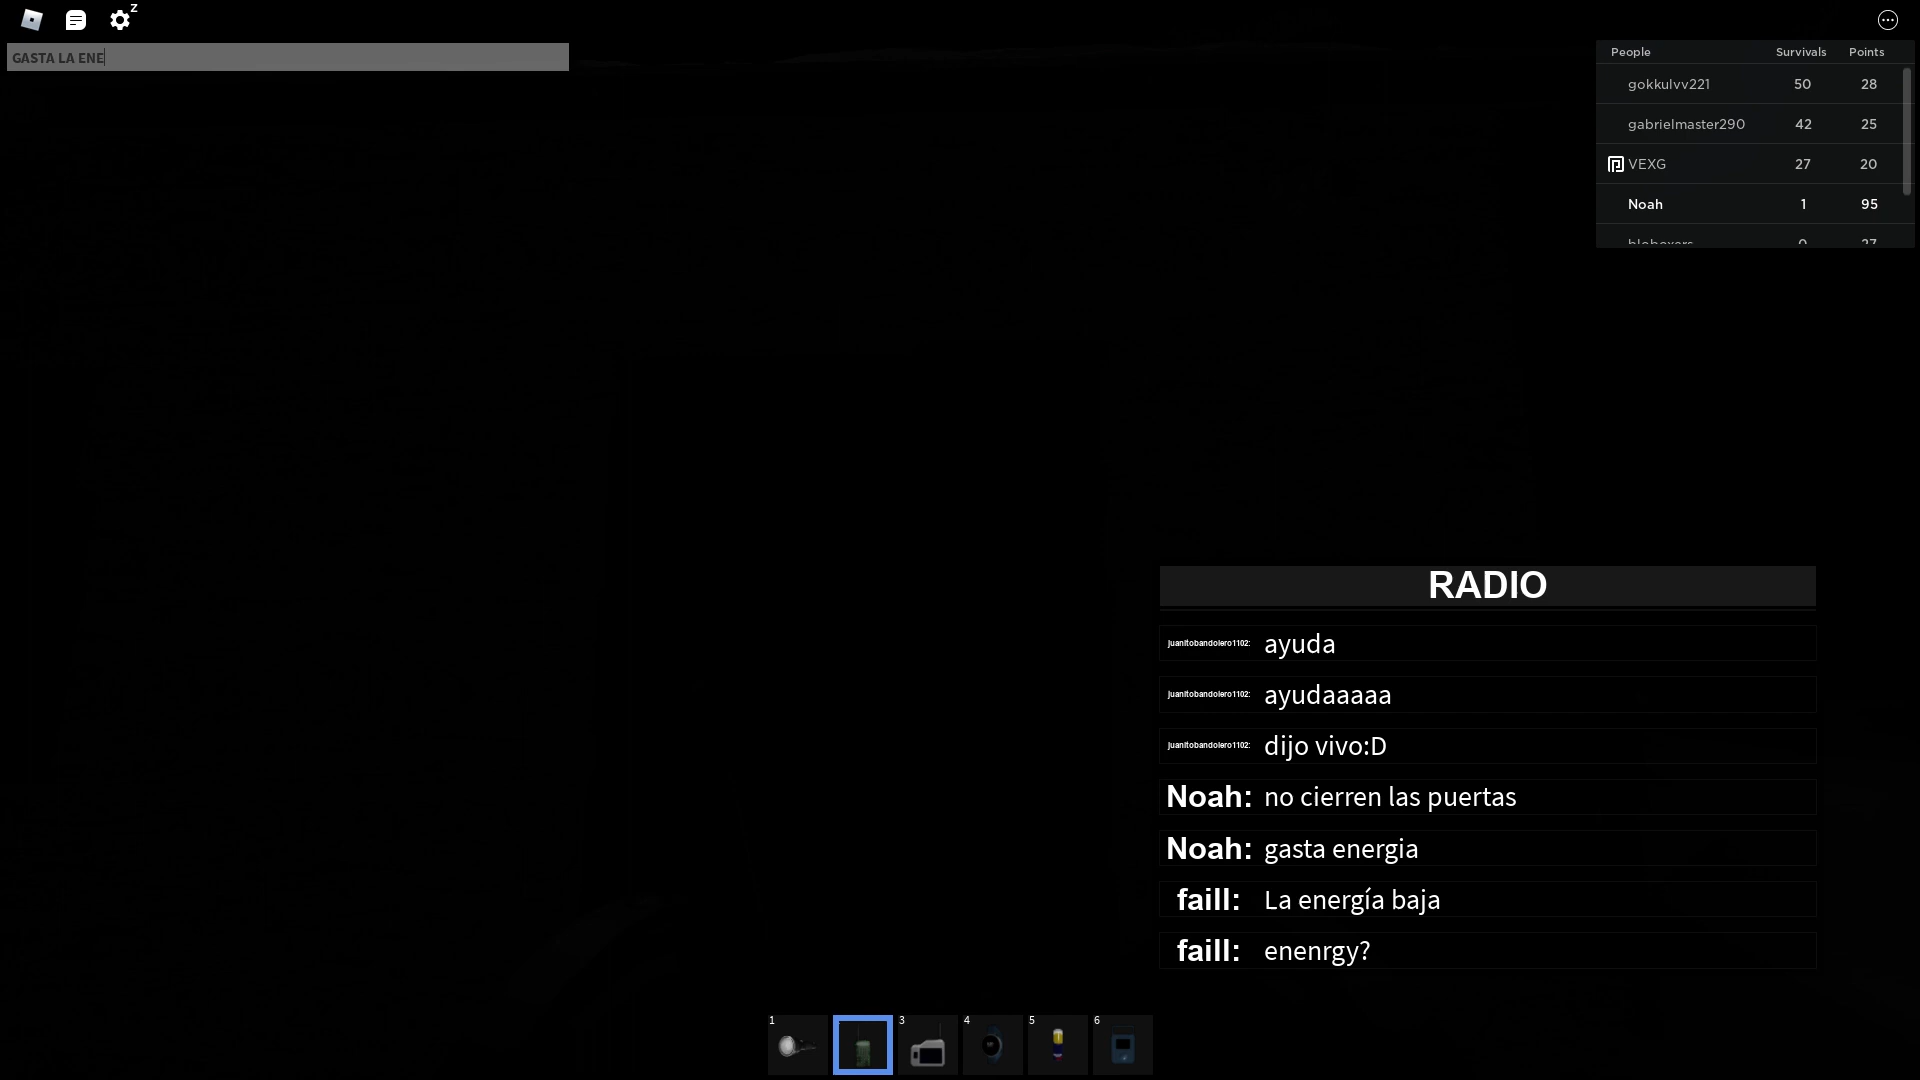 Z
GASTA LA ENE
People Survivals Points
gokkulvv221 50 28
gabrielmaster290 42 25
VEXG 27 20
Noah 1 95
RADIO
juanitobandolero1102: ayuda
juanitobandolero1102: ayudaaaaa
juanitobandolero1102: dijo vivo:D
Noah: no cierren las puertas
Noah: gasta energia
faill: La energía baja
faill: enenrgy?
1 3 4 5 6